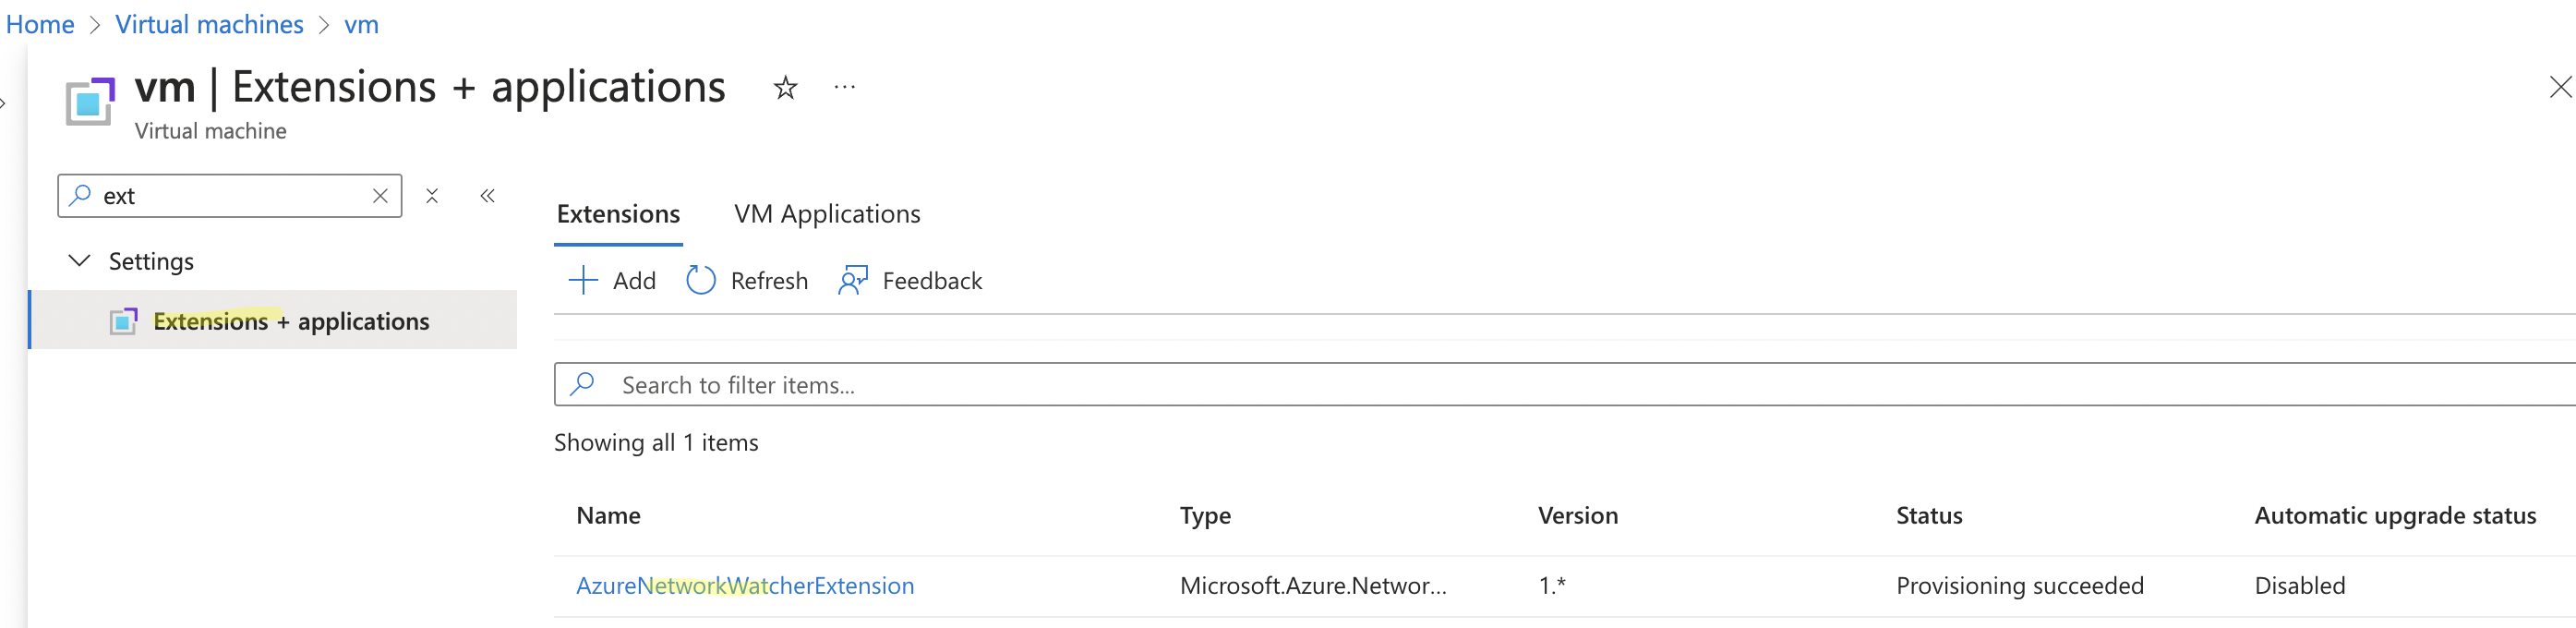 Home > Virtual machines > vm
vm | Extensions + applications
Virtual machine
ext
Settings
Extensions + applications
Extensions VM Applications
Add Refresh Feedback
Search to filter items...
Showing all 1 items
Name Type Version Status Automatic upgrade status
AzureNetworkWatcherExtension Microsoft.Azure.Networ... 1.* Provisioning succeeded Disabled